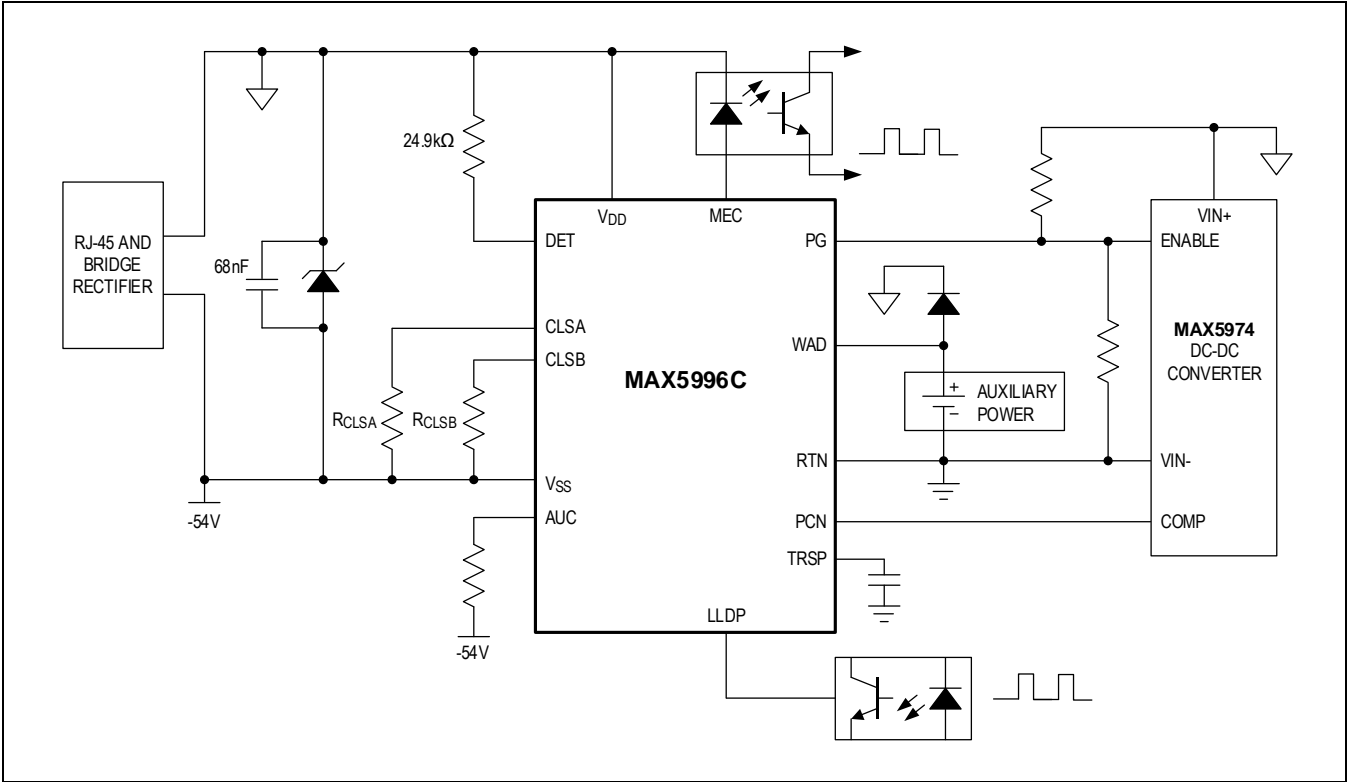 24.9kΩ
VDD
MEC
DET
PG
VIN+
ENABLE
RJ-45 AND
BRIDGE
RECTIFIER
68nF
CLSA
CLSB
WAD
MAX5996C
MAX5974
DC-DC
CONVERTER
+
AUXILIARY
POWER
–
RCLSA
RCLSB
RTN
VIN-
VSS
-54V
AUC
PCN
COMP
TRSP
LLDP
-54V